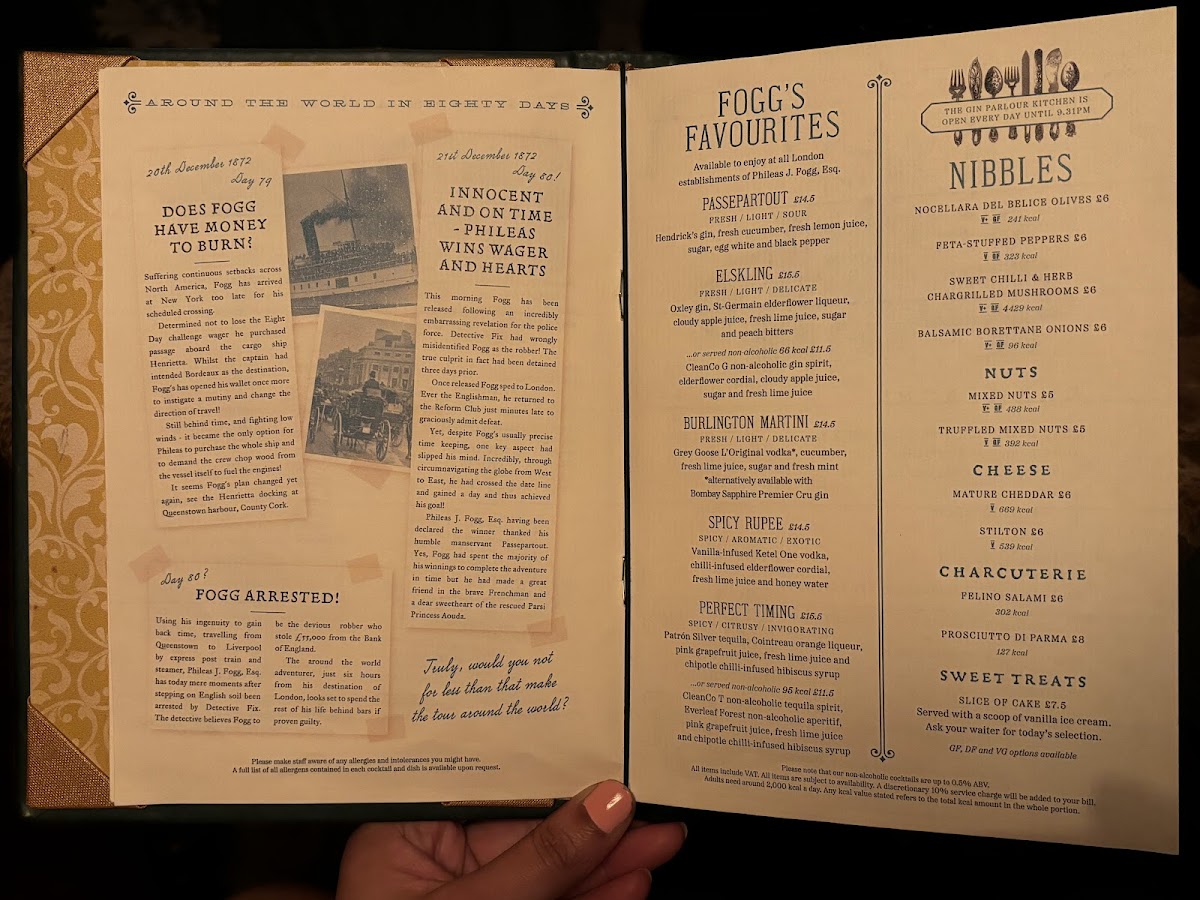 AROUND THE WORLD IN EIGHTY DAYS
20th December 1872
Day 79
DOES FOGG
HAVE MONEY
TO BURN?
Suffering continuous setbacks across
North America, Fogg has arrived
at New York too late for his
scheduled crossing.
Determined not to lose the Eight
Day challenge wager he purchased
passage aboard the cargo ship
Henrietta. Whilst the captain had
intended Bordeaux as the destination,
Fogg's has opened his wallet once more
to instigate a mutiny and change the
direction of travel!
Still behind time, and fighting low
winds - it became the only option for
Phileas to purchase the whole ship and
to demand the crew chop wood from
the vessel itself to fuel the engines!
It seems Fogg's plan changed yet
again, see the Henrietta docking at
Queenstown harbour, County Cork.
21st December 1872
Day 80!
INNOCENT
AND ON TIME
- PHILEAS
WINS WAGER
AND HEARTS
This morning Fogg has been
released following an incredibly
embarrassing revelation for the police
force. Detective Fix had wrongly
misidentified Fogg as the robber! The
true culprit in fact had been detained
three days prior.
Once released Fogg sped to London.
Ever the Englishman, he returned to
the Reform Club just minutes late to
graciously admit defeat.
Yet, despite Fogg's usually precise
time keeping, one key aspect had
slipped his mind. Incredibly, through
circumnavigating the globe from West
to East, he had crossed the date line
and gained a day and thus achieved
his goal!
Phileas J. Fogg, Esq. having been
declared the winner thanked his
humble manservant Passepartout.
Yes, Fogg had spent the majority of
his winnings to complete the adventure
in time but he had made a great
friend in the brave Frenchman and
a dear sweetheart of the rescued Parsi
Princess Aouda.
Day 80?
FOGG ARRESTED!
Using his ingenuity to gain
back time, travelling from
Queenstown to Liverpool
by express post train and
steamer, Phileas J. Fogg, Esq.
has today mere moments after
stepping on English soil been
arrested by Detective Fix.
The detective believes Fogg to
be the devious robber who
stole £55,000 from the Bank
of England.
The around the world
adventurer, just six hours
from his destination of
London, looks set to spend the
rest of his life behind bars if
proven guilty.
Truly, would you not
for less than that make
the tour around the world?
Please make staff aware of any allergies and intolerances you might have.
A full list of all allergens contained in each cocktail and dish is available upon request.
FOGG'S
FAVOURITES
Available to enjoy at all London
establishments of Phileas J. Fogg, Esq.
PASSEPARTOUT £14.5
FRESH / LIGHT / SOUR
Hendrick's gin, fresh cucumber, fresh lemon juice,
sugar, egg white and black pepper
ELSKLING £15.5
FRESH / LIGHT / DELICATE
Oxley gin, St-Germain elderflower liqueur,
cloudy apple juice, fresh lime juice, sugar
and peach bitters
...or served non-alcoholic 66 kcal £11.5
CleanCo G non-alcoholic gin spirit,
elderflower cordial, cloudy apple juice,
sugar and fresh lime juice
BURLINGTON MARTINI £14.5
FRESH / LIGHT / DELICATE
Grey Goose L'Original vodka*, cucumber,
fresh lime juice, sugar and fresh mint
*alternatively available with
Bombay Sapphire Premier Cru gin
SPICY RUPEE £14.5
SPICY / AROMATIC / EXOTIC
Vanilla-infused Ketel One vodka,
chilli-infused elderflower cordial,
fresh lime juice and honey water
PERFECT TIMING £15.5
SPICY / CITRUSY / INVIGORATING
Patrón Silver tequila, Cointreau orange liqueur,
pink grapefruit juice, fresh lime juice and
chipotle chilli-infused hibiscus syrup
...or served non-alcoholic 95 kcal £11.5
CleanCo T non-alcoholic tequila spirit,
Everleaf Forest non-alcoholic aperitif,
pink grapefruit juice, fresh lime juice
and chipotle chilli-infused hibiscus syrup
THE GIN PARLOUR KITCHEN IS
OPEN EVERY DAY UNTIL 9.31PM
NIBBLES
NOCELLARA DEL BELICE OLIVES £6
V+ GF 241 kcal
FETA-STUFFED PEPPERS £6
V GF 323 kcal
SWEET CHILLI & HERB
CHARGRILLED MUSHROOMS £6
V+ GF 4429 kcal
BALSAMIC BORETTANE ONIONS £6
V+ GF 96 kcal
NUTS
MIXED NUTS £5
V+ GF 488 kcal
TRUFFLED MIXED NUTS £5
V GF 392 kcal
CHEESE
MATURE CHEDDAR £6
V 669 kcal
STILTON £6
V 539 kcal
CHARCUTERIE
FELINO SALAMI £6
302 kcal
PROSCIUTTO DI PARMA £8
127 kcal
SWEET TREATS
SLICE OF CAKE £7.5
Served with a scoop of vanilla ice cream.
Ask your waiter for today's selection.
GF, DF and VG options available
Please note that our non-alcoholic cocktails are up to 0.5% ABV.
All items include VAT. All items are subject to availability. A discretionary 10% service charge will be added to your bill.
Adults need around 2,000 kcal a day. Any kcal value stated refers to the total kcal amount in the whole portion.